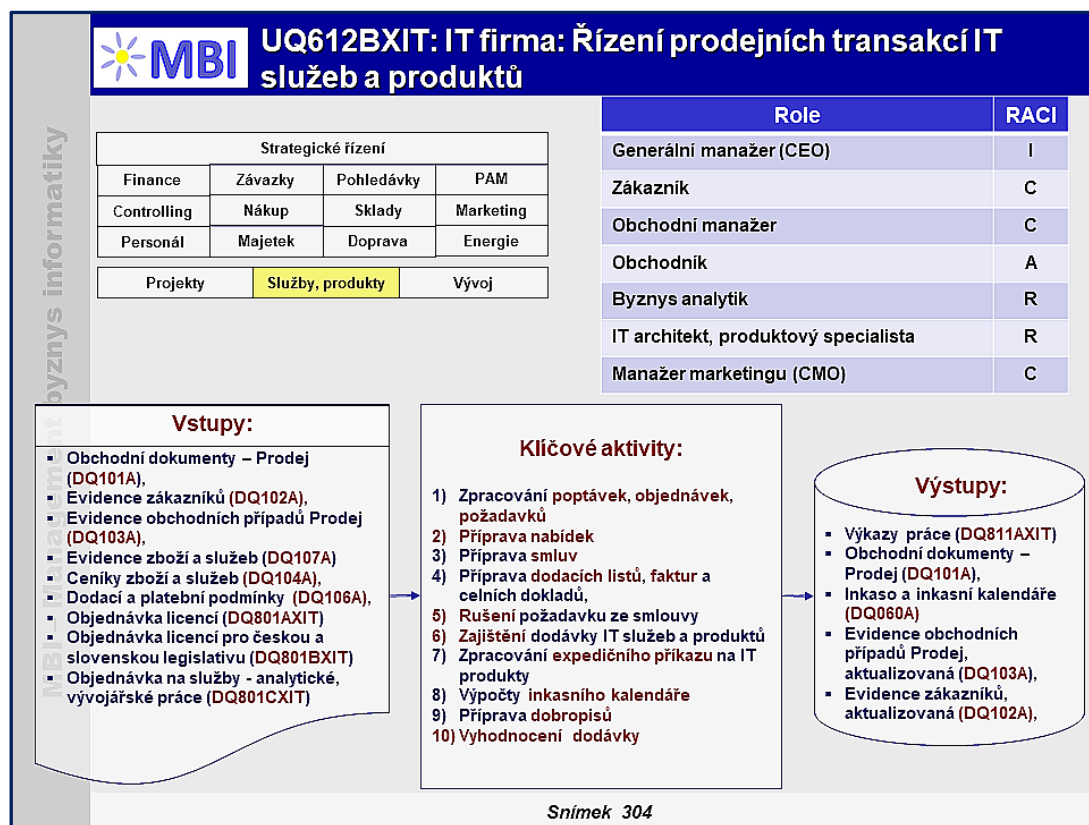 MBI
UQ612BXIT: IT firma: Řízení prodejních transakcí IT
služeb a produktů
MBI – Management byznys informatiky
Strategické řízení
Finance Závazky Pohledávky PAM
Controlling Nákup Sklady Marketing
Personál Majetek Doprava Energie
Projekty Služby, produkty Vývoj
Role RACI
Generální manažer (CEO) I
Zákazník C
Obchodní manažer C
Obchodník A
Byznys analytik R
IT architekt, produktový specialista R
Manažer marketingu (CMO) C
Vstupy:
▪ Obchodní dokumenty – Prodej
(DQ101A),
▪ Evidence zákazníků (DQ102A),
▪ Evidence obchodních případů Prodej
(DQ103A),
▪ Evidence zboží a služeb (DQ107A)
▪ Ceníky zboží a služeb (DQ104A),
▪ Dodací a platební podmínky (DQ106A),
▪ Objednávka licencí (DQ801AXIT)
▪ Objednávka licencí pro českou a
slovenskou legislativu (DQ801BXIT)
▪ Objednávka na služby - analytické,
vývojářské práce (DQ801CXIT)
Klíčové aktivity:
1) Zpracování poptávek, objednávek,
požadavků
2) Příprava nabídek
3) Příprava smluv
4) Příprava dodacích listů, faktur a
celních dokladů,
5) Rušení požadavku ze smlouvy
6) Zajištění dodávky IT služeb a produktů
7) Zpracování expedičního příkazu na IT
produkty
8) Výpočty inkasního kalendáře
9) Příprava dobropisů
10) Vyhodnocení dodávky
Výstupy:
▪ Výkazy práce (DQ811AXIT)
▪ Obchodní dokumenty –
Prodej (DQ101A),
▪ Inkaso a inkasní kalendáře
(DQ060A)
▪ Evidence obchodních
případů Prodej,
aktualizovaná (DQ103A),
▪ Evidence zákazníků,
aktualizovaná (DQ102A),
Snímek 304